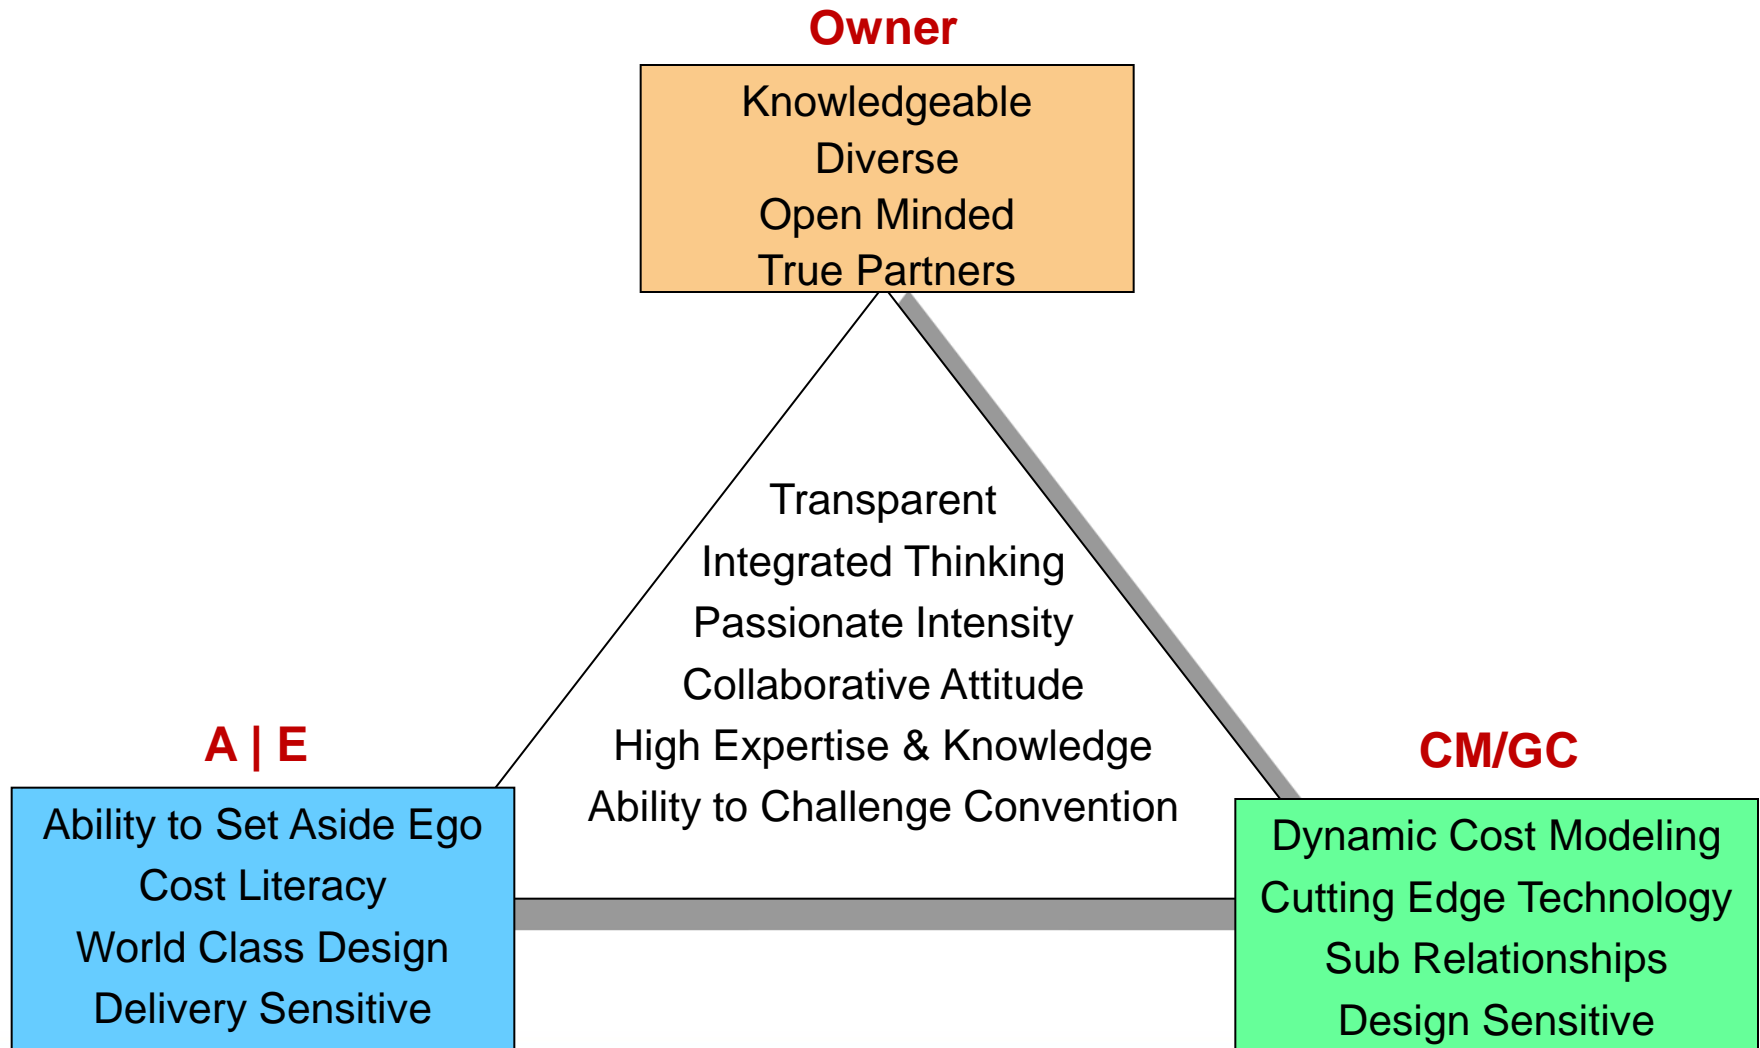 Owner
Knowledgeable
Diverse
Open Minded
True Partners
Transparent
Integrated Thinking
Passionate Intensity
Collaborative Attitude
High Expertise & Knowledge
Ability to Challenge Convention
A | E
Ability to Set Aside Ego
Cost Literacy
World Class Design
Delivery Sensitive
CM/GC
Dynamic Cost Modeling
Cutting Edge Technology
Sub Relationships
Design Sensitive